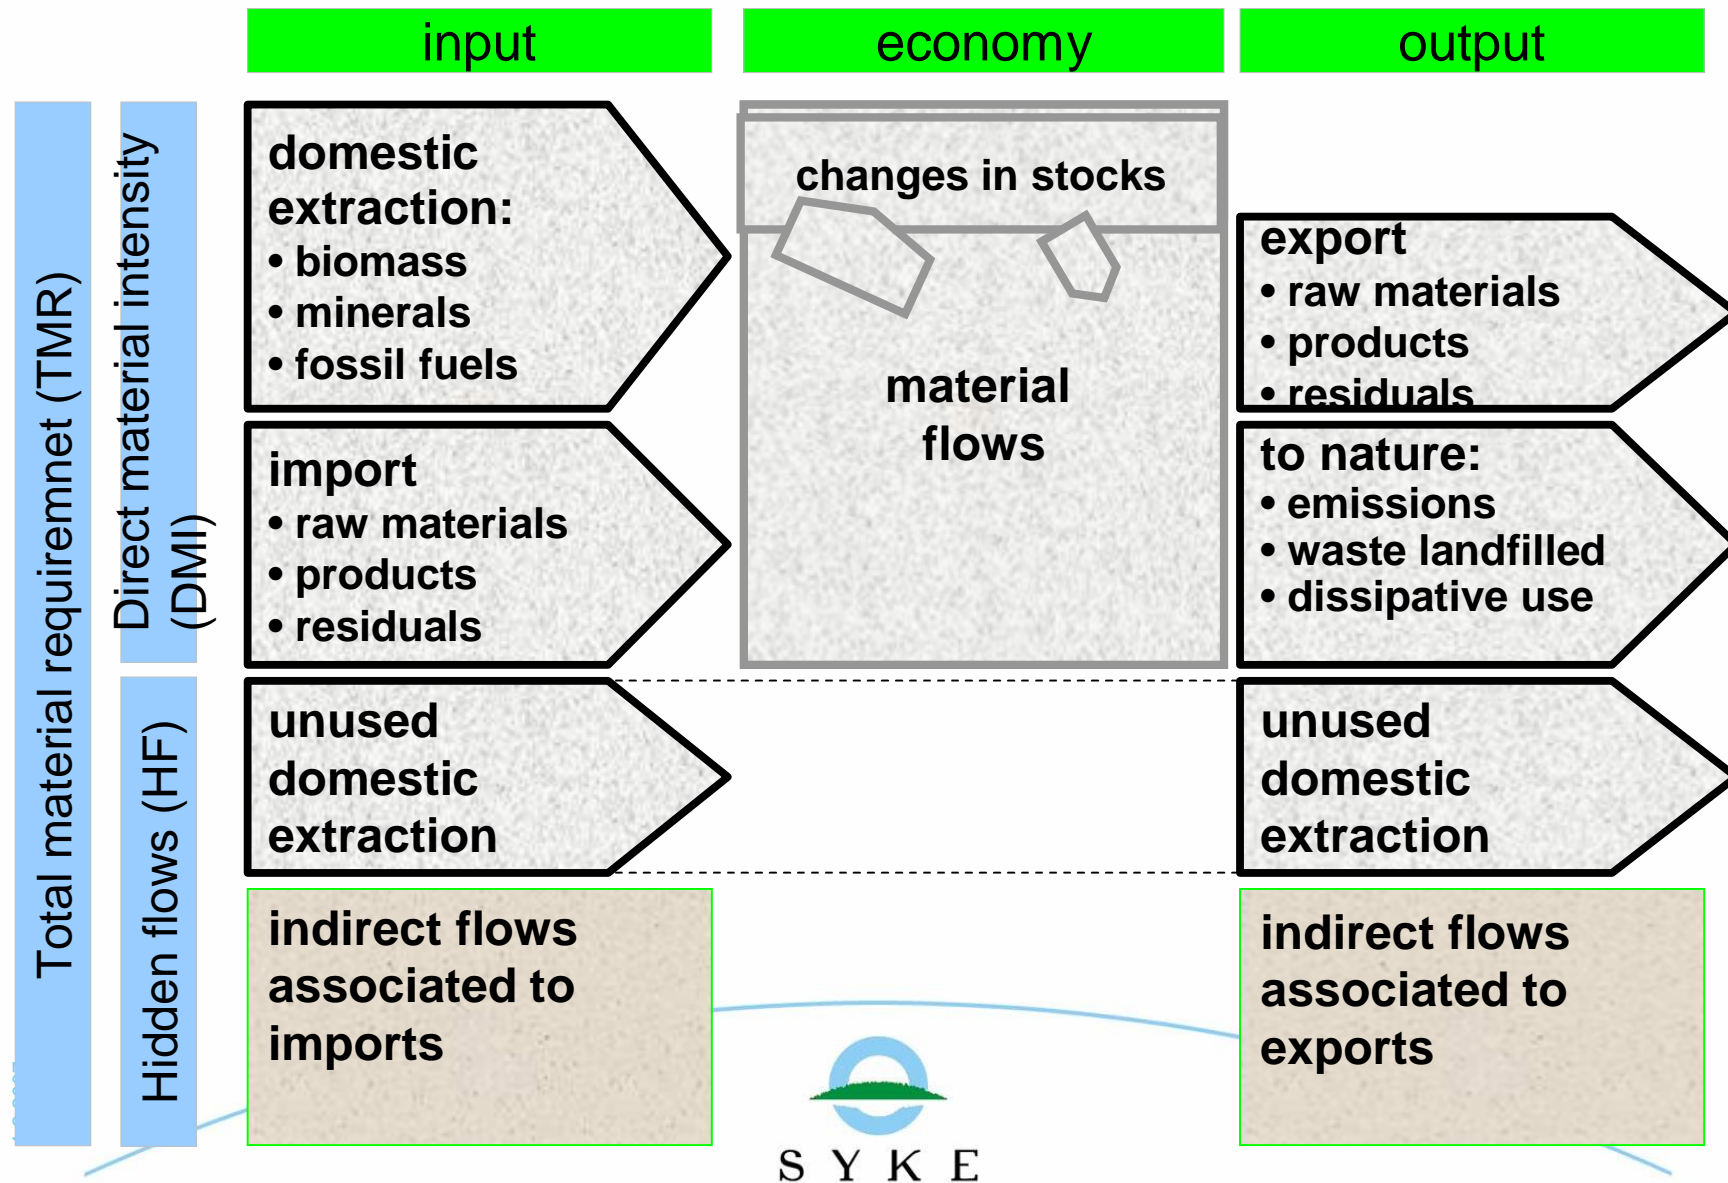 input
economy
output
Total material requiremnet (TMR)
Direct material intensity
(DMI)
Hidden flows (HF)
domestic
extraction:
• biomass
• minerals
• fossil fuels
import
• raw materials
• products
• residuals
unused
domestic
extraction
indirect flows
associated to
imports
changes in stocks
material
flows
export
• raw materials
• products
• residuals
to nature:
• emissions
• waste landfilled
• dissipative use
unused
domestic
extraction
indirect flows
associated to
exports
SYKE